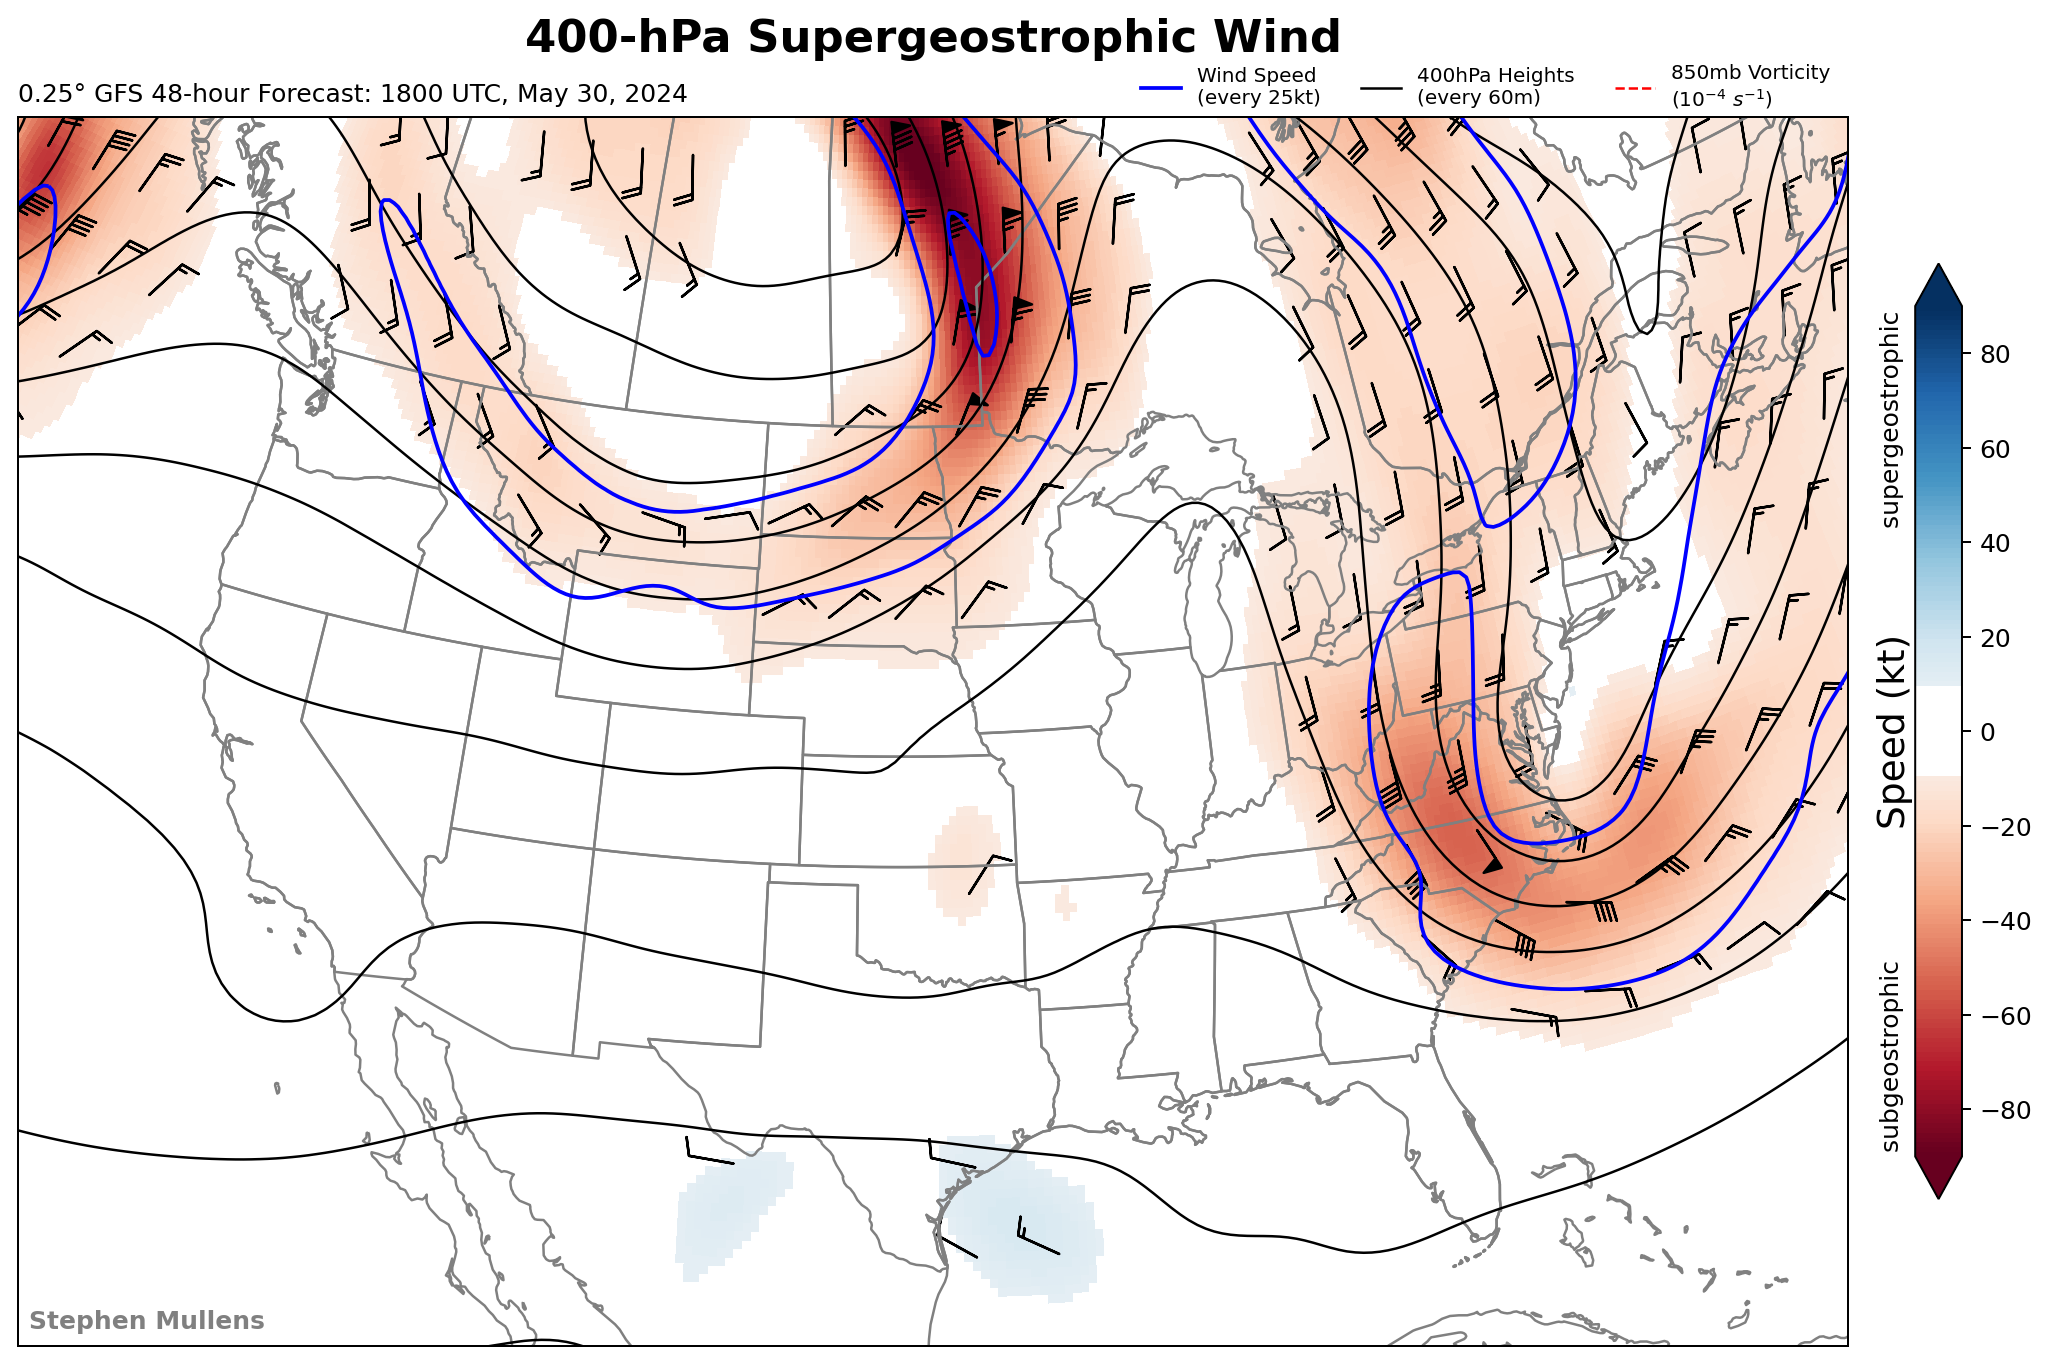 400-hPa Supergeostrophic Wind
0.25° GFS 48-hour Forecast: 1800 UTC, May 30, 2024
Wind Speed
(every 25kt)
400hPa Heights
(every 60m)
850mb Vorticity
(10⁻⁴ s⁻¹)
supergeostrophic
Speed (kt)
subgeostrophic
80
60
40
20
0
−20
−40
−60
−80
Stephen Mullens